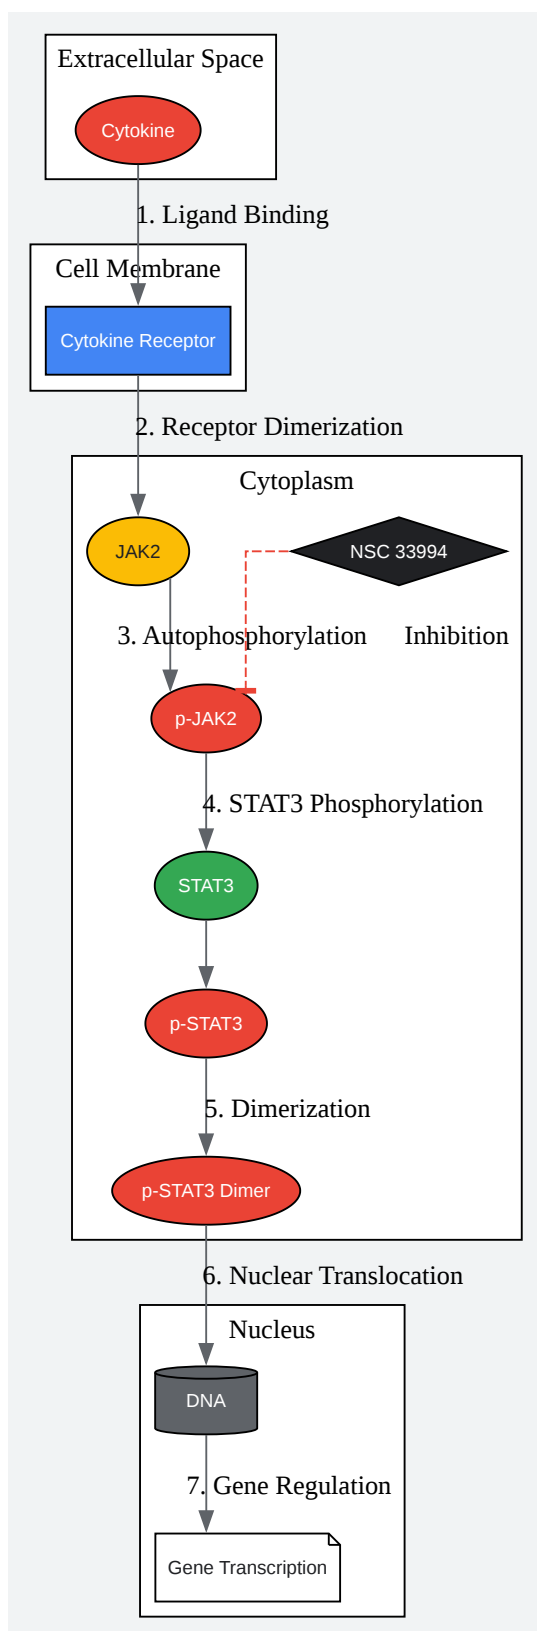 Extracellular Space
Cytokine
1. Ligand Binding
Cell Membrane
Cytokine Receptor
2. Receptor Dimerization
Cytoplasm
JAK2
NSC 33994
3. Autophosphorylation
Inhibition
p-JAK2
4. STAT3 Phosphorylation
STAT3
p-STAT3
5. Dimerization
p-STAT3 Dimer
6. Nuclear Translocation
Nucleus
DNA
7. Gene Regulation
Gene Transcription